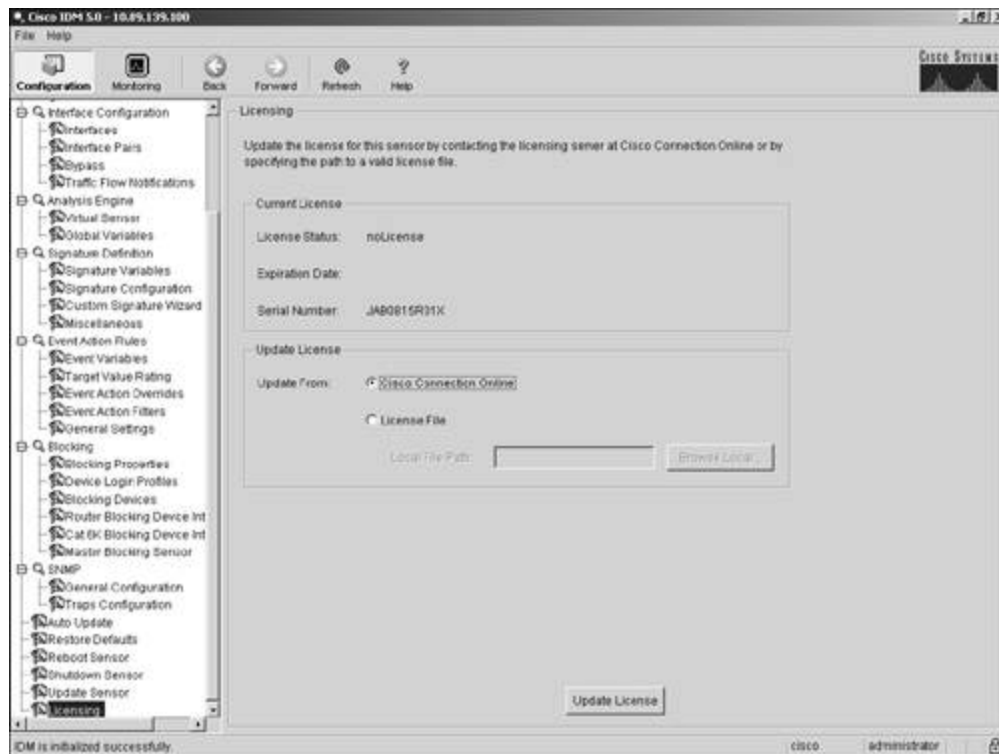 Cisco IDM 5.0 - 10.89.139.100
File Help
Configuration Monitoring Back Forward Refresh Help
CISCO SYSTEMS
Interface Configuration
Interfaces
Interface Pairs
Bypass
Traffic Flow Notifications
Analysis Engine
Virtual Sensor
Global Variables
Signature Definition
Signature Variables
Signature Configuration
Custom Signature Wizard
Miscellaneous
Event Action Rules
Event Variables
Target Value Rating
Event Action Overrides
Event Action Filters
General Settings
Blocking
Blocking Properties
Device Login Profiles
Blocking Devices
Router Blocking Device Int
Cat 6K Blocking Device Int
Master Blocking Sensor
SNMP
General Configuration
Traps Configuration
Auto Update
Restore Defaults
Reboot Sensor
Shutdown Sensor
Update Sensor
Licensing
Licensing
Update the license for this sensor by contacting the licensing server at Cisco Connection Online or by
specifying the path to a valid license file.
Current License
License Status: noLicense
Expiration Date:
Serial Number: JAB0815R01X
Update License
Update From: Cisco Connection Online
License File
Local File Path: Browse Local...
Update License
IDM is initialized successfully. cisco administrator